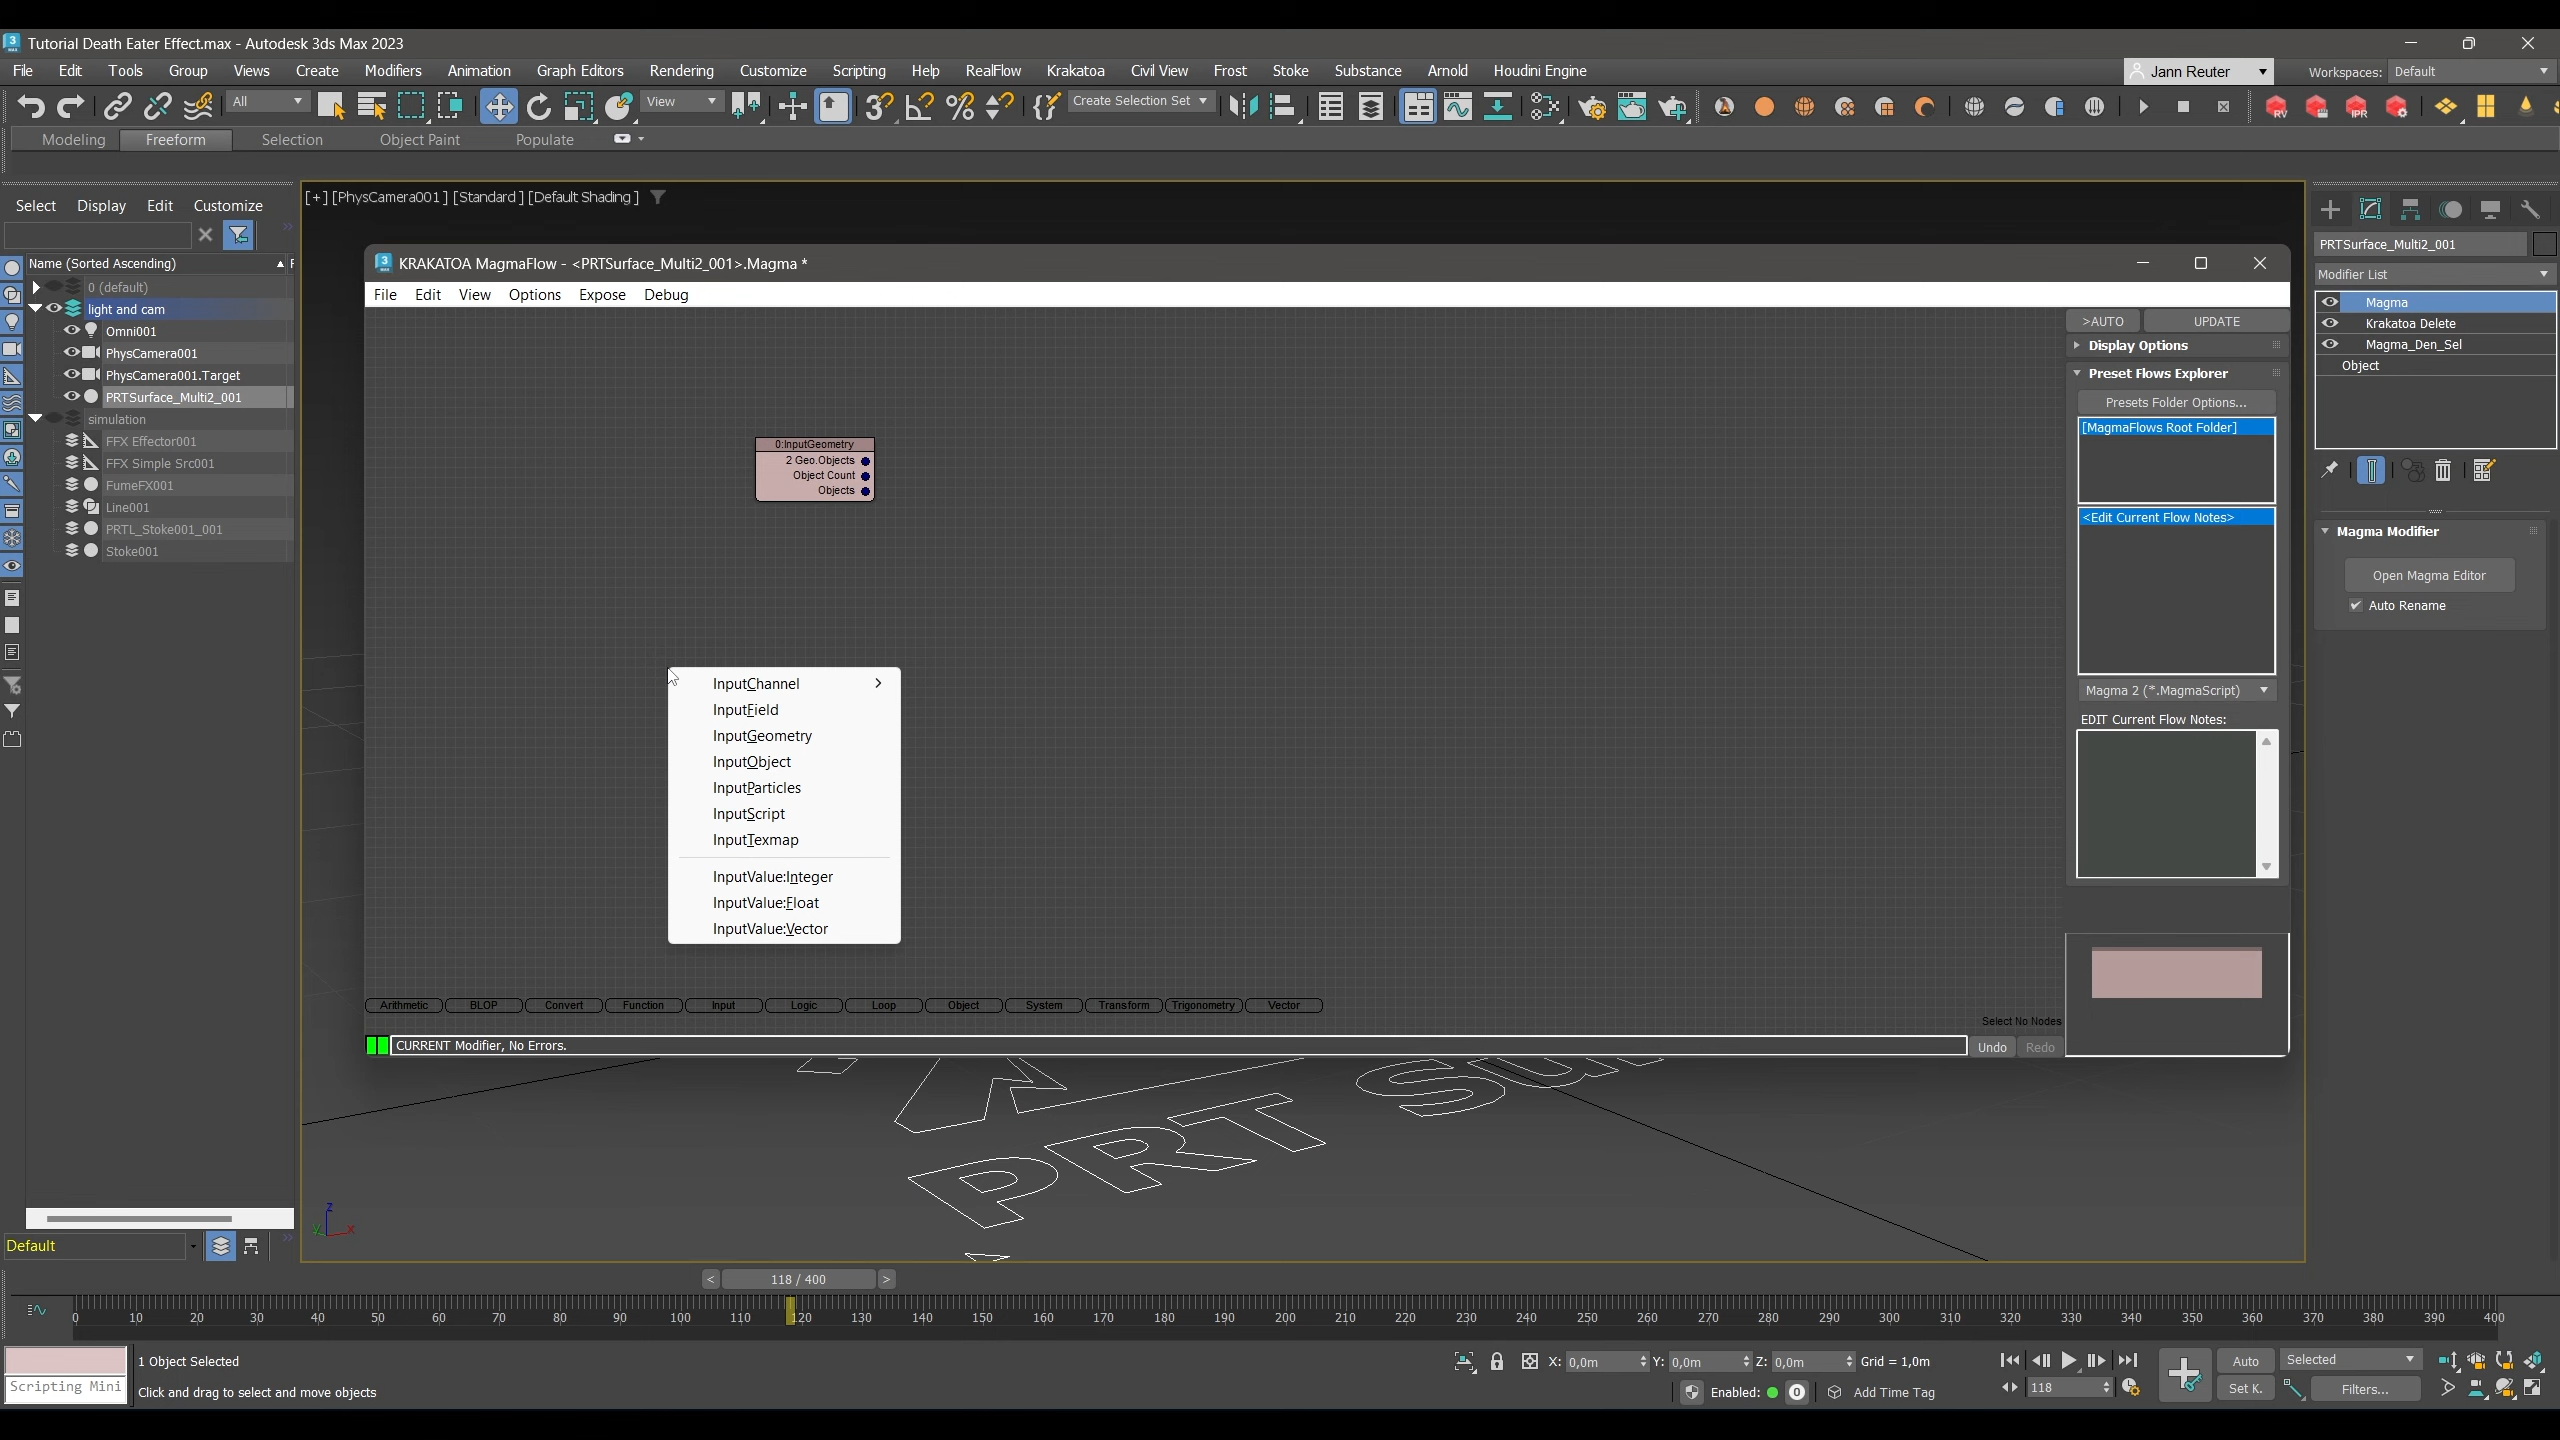 Tutorial Death Eater Effect.max - Autodesk 3ds Max 2023
File Edit Tools Group Views Create Modifiers Animation Graph Editors Rendering Customize Scripting Help RealFlow Krakatoa Civil View Frost Stoke Substance Arnold Houdini Engine
Jann Reuter Workspaces: Default
All View Create Selection Set
Modeling Freeform Selection Object Paint Populate
Select Display Edit Customize
[+] [PhysCamera001] [Standard] [Default Shading]
Name (Sorted Ascending) F
0 (default)
light and cam
Omni001
PhysCamera001
PhysCamera001.Target
PRTSurface_Multi2_001
simulation
FFX Effector001
FFX Simple Src001
FumeFX001
Line001
PRTL_Stoke001_001
Stoke001
Default
KRAKATOA MagmaFlow - <PRTSurface_Multi2_001>.Magma *
File Edit View Options Expose Debug
0:InputGeometry
2 Geo.Objects
Object Count
Objects
InputChannel
InputField
InputGeometry
InputObject
InputParticles
InputScript
InputTexmap
InputValue:Integer
InputValue:Float
InputValue:Vector
Arithmetic BLOP Convert Function Input Logic Loop Object System Transform Trigonometry Vector
Select No Nodes
CURRENT Modifier, No Errors.
Undo Redo
>AUTO UPDATE
Display Options
Preset Flows Explorer
Presets Folder Options...
[MagmaFlows Root Folder]
<Edit Current Flow Notes>
Magma 2 (*.MagmaScript)
EDIT Current Flow Notes:
PRTSurface_Multi2_001
Modifier List
Magma
Krakatoa Delete
Magma_Den_Sel
Object
Magma Modifier
Open Magma Editor
Auto Rename
PRT Sur
z
y x
< 118 / 400 >
0 10 20 30 40 50 60 70 80 90 100 110 120 130 140 150 160 170 180 190 200 210 220 230 240 250 260 270 280 290 300 310 320 330 340 350 360 370 380 390 400
Scripting Mini
1 Object Selected
Click and drag to select and move objects
X: 0,0m Y: 0,0m Z: 0,0m Grid = 1,0m
Enabled: 0 Add Time Tag
118
Auto Selected
Set K. Filters...